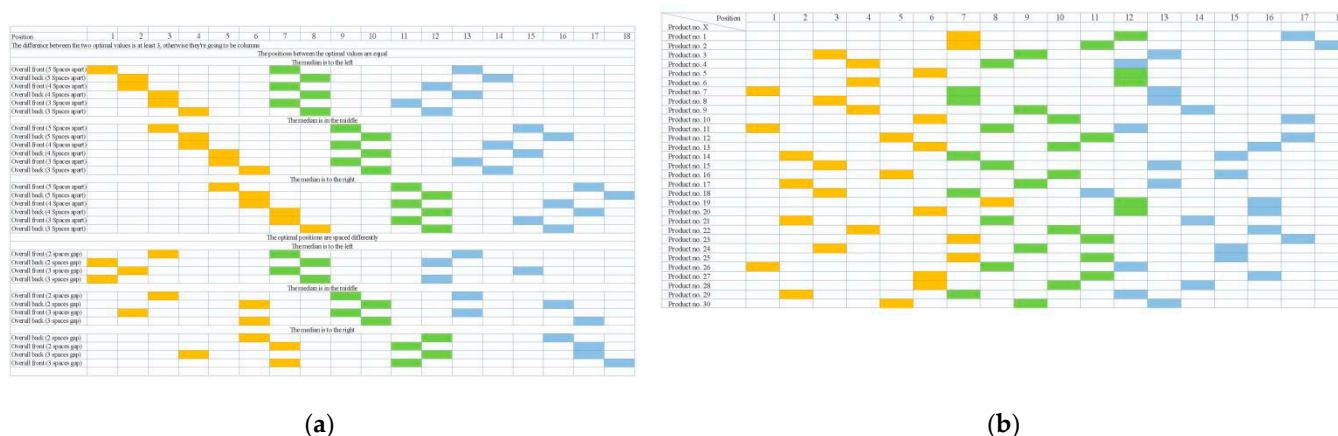 Position 1 2 3 4 5 6 7 8 9 10 11 12 13 14 15 16 17 18
The difference between the two optimal values is at least 3, otherwise they're going to be columns
The positions between the optimal values are equal
The median is to the left
Overall front (5 Spaces apart)
Overall back (5 Spaces apart)
Overall front (4 Spaces apart)
Overall back (4 Spaces apart)
Overall front (3 Spaces apart)
Overall back (3 Spaces apart)
The median is in the middle
Overall front (5 Spaces apart)
Overall back (5 Spaces apart)
Overall front (4 Spaces apart)
Overall back (4 Spaces apart)
Overall front (3 Spaces apart)
Overall back (3 Spaces apart)
The median is to the right
Overall front (5 Spaces apart)
Overall back (5 Spaces apart)
Overall front (4 Spaces apart)
Overall back (4 Spaces apart)
Overall front (3 Spaces apart)
Overall back (3 Spaces apart)
The optimal positions are spaced differently
The median is to the left
Overall front (2 spaces gap)
Overall back (2 spaces gap)
Overall front (3 spaces gap)
Overall back (3 spaces gap)
The median is in the middle
Overall front (2 spaces gap)
Overall back (2 spaces gap)
Overall front (3 spaces gap)
Overall back (3 spaces gap)
The median is to the right
Overall back (2 spaces gap)
Overall front (2 spaces gap)
Overall back (3 spaces gap)
Overall front (3 spaces gap)
(a)
Position 1 2 3 4 5 6 7 8 9 10 11 12 13 14 15 16 17
Product no. X
Product no. 1
Product no. 2
Product no. 3
Product no. 4
Product no. 5
Product no. 6
Product no. 7
Product no. 8
Product no. 9
Product no. 10
Product no. 11
Product no. 12
Product no. 13
Product no. 14
Product no. 15
Product no. 16
Product no. 17
Product no. 18
Product no. 19
Product no. 20
Product no. 21
Product no. 22
Product no. 23
Product no. 24
Product no. 25
Product no. 26
Product no. 27
Product no. 28
Product no. 29
Product no. 30
(b)